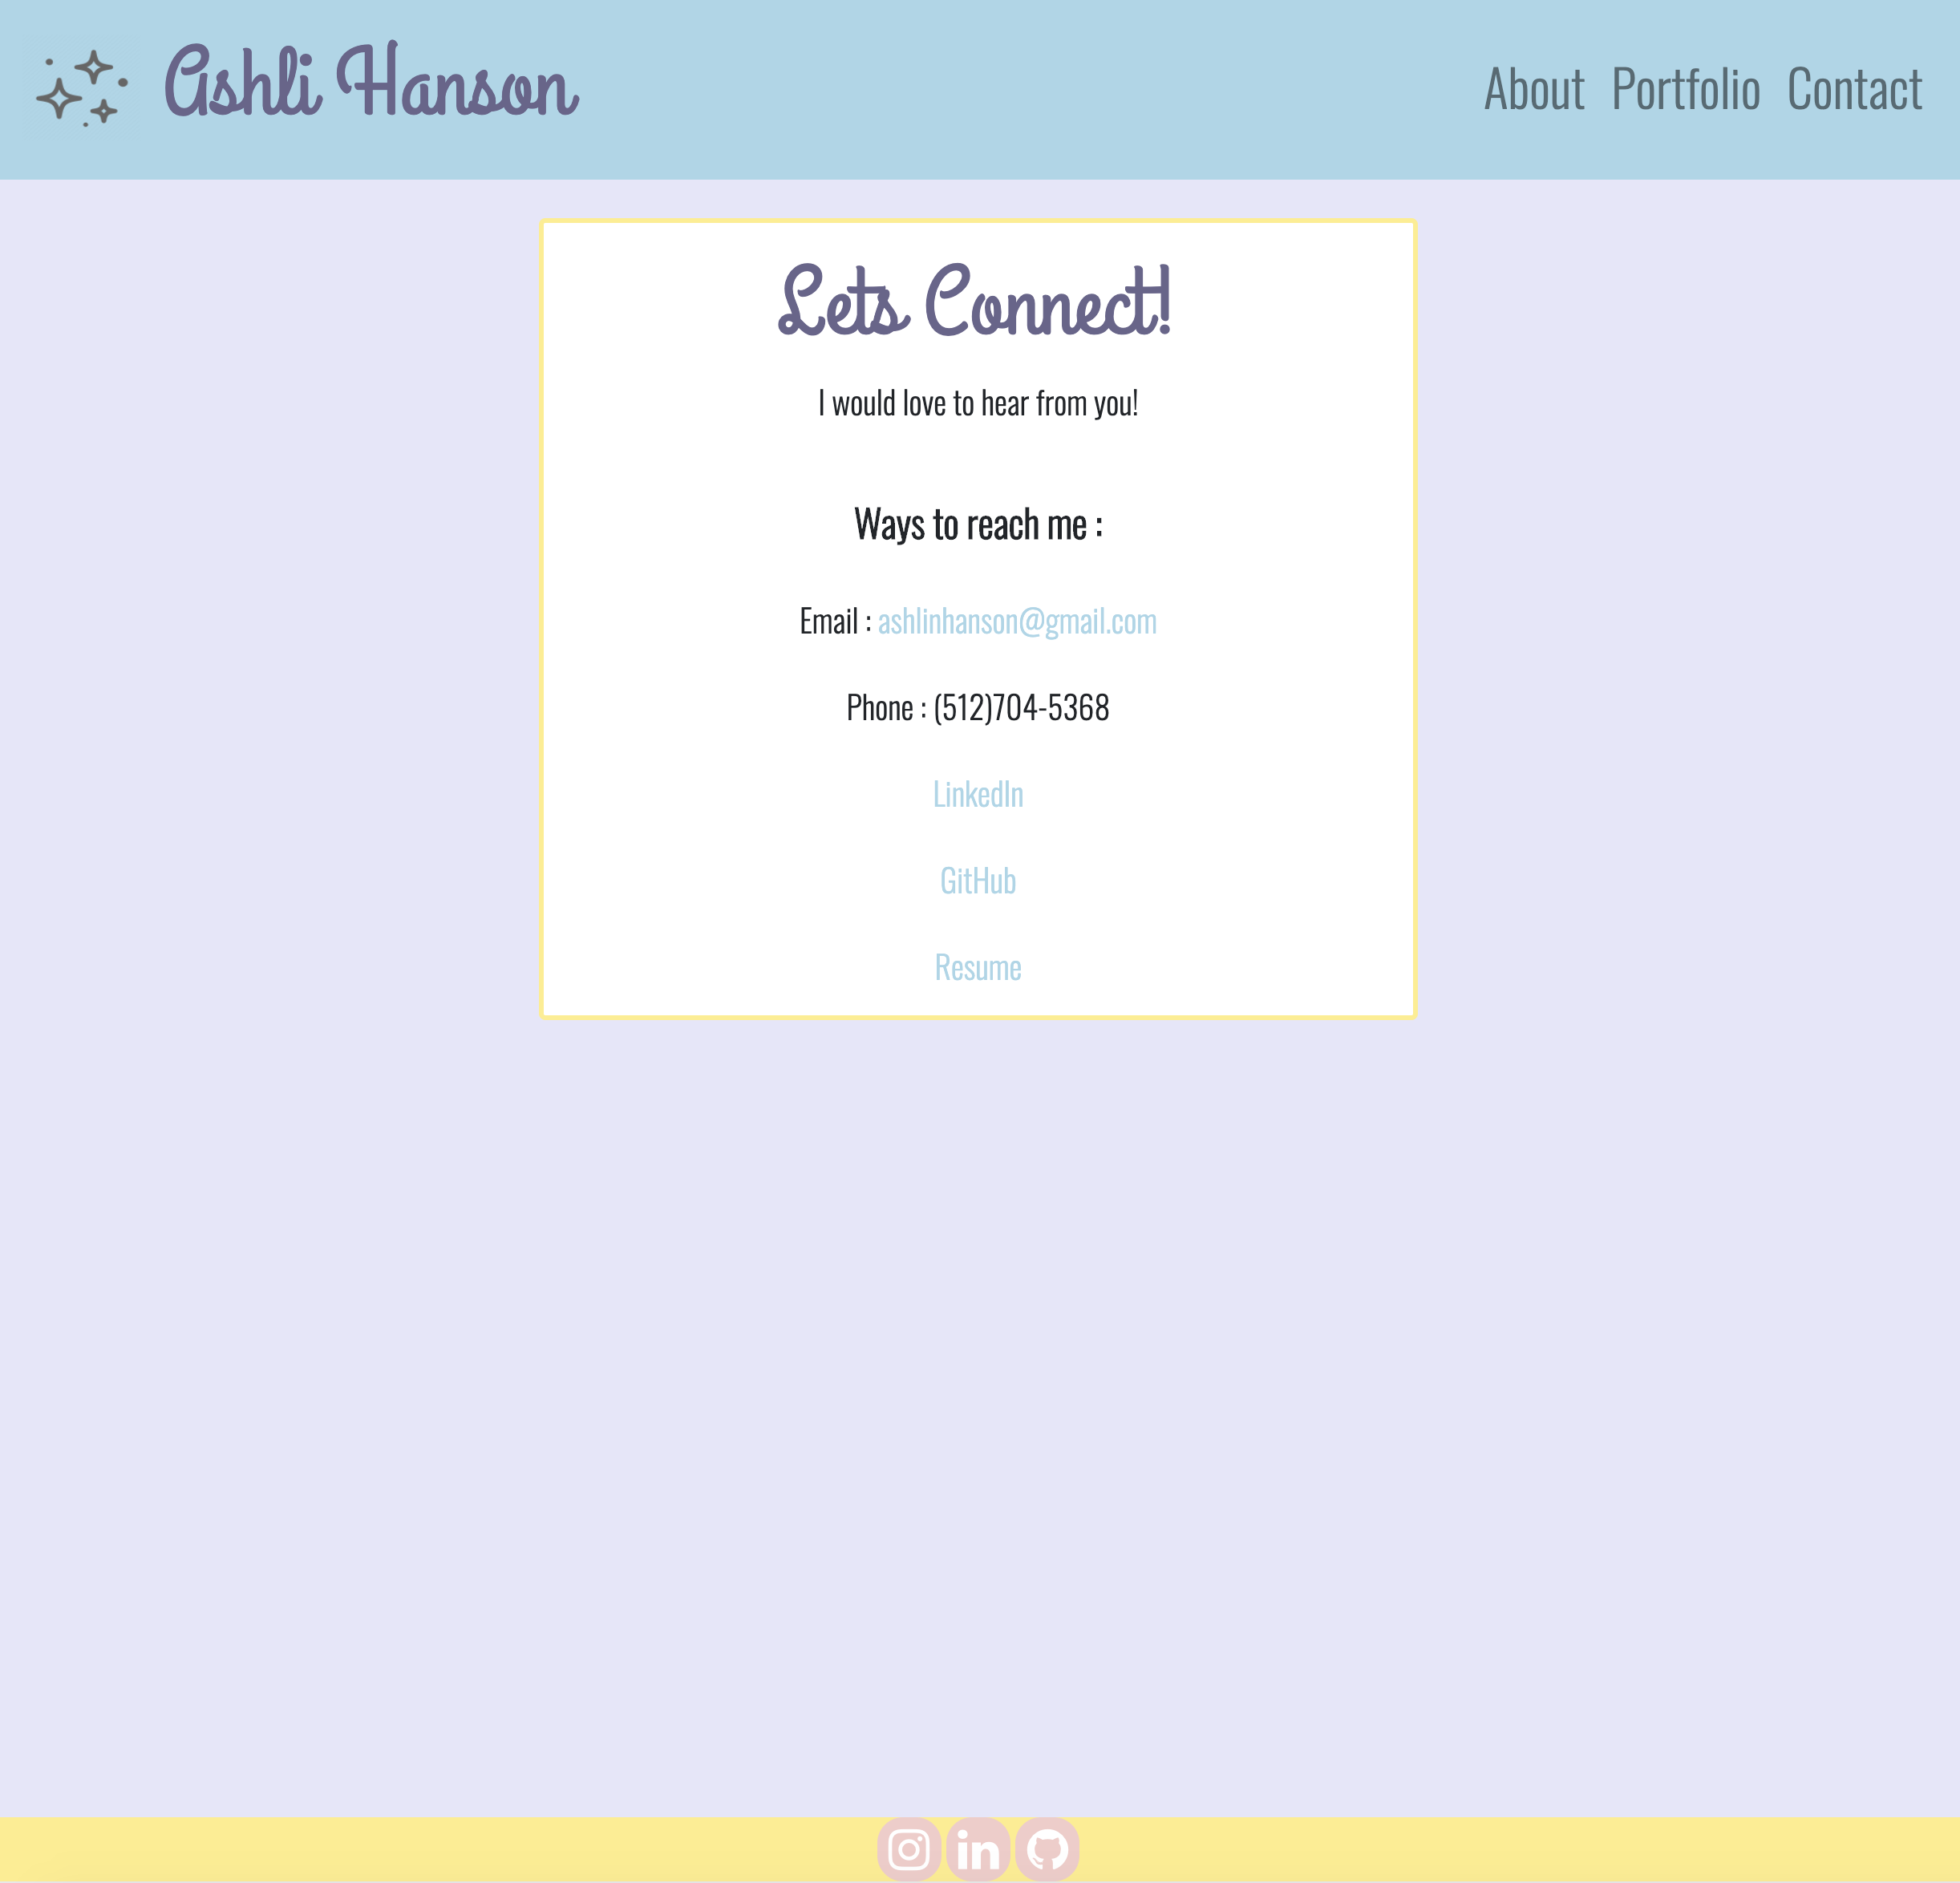 Ashli Hanson
About Portfolio Contact
Lets Connect!
I would love to hear from you!
Ways to reach me :
Email : ashlinhanson@gmail.com
Phone : (512)704-5368
LinkedIn
GitHub
Resume
in